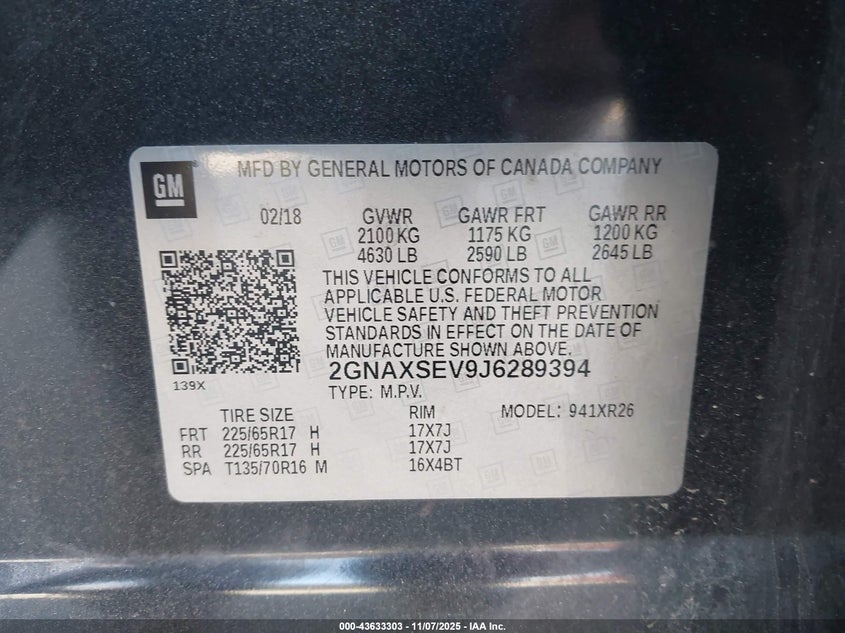 GM
MFD BY GENERAL MOTORS OF CANADA COMPANY
02/18 GVWR GAWR FRT GAWR RR
2100 KG 1175 KG 1200 KG
4630 LB 2590 LB 2645 LB
THIS VEHICLE CONFORMS TO ALL
APPLICABLE U.S. FEDERAL MOTOR
VEHICLE SAFETY AND THEFT PREVENTION
STANDARDS IN EFFECT ON THE DATE OF
MANUFACTURE SHOWN ABOVE.
2GNAXSEV9J6289394
139X
TYPE: M.P.V.
TIRE SIZE RIM MODEL: 941XR26
FRT 225/65R17 H 17X7J
RR 225/65R17 H 17X7J
SPA T135/70R16 M 16X4BT
000-43633303 - 11/07/2025 - IAA Inc.